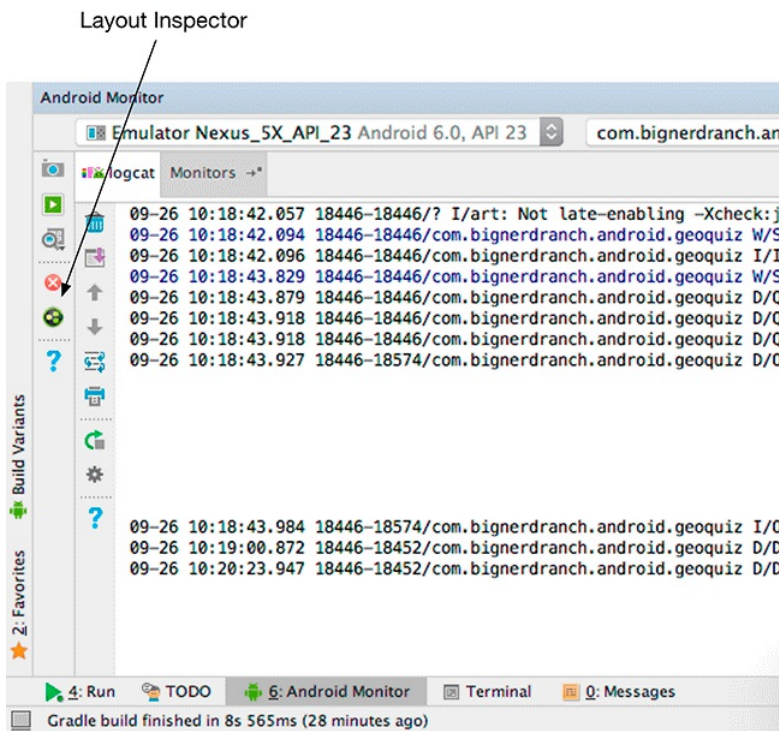 Layout Inspector
Android Monitor
Emulator Nexus_5X_API_23 Android 6.0, API 23 com.bignerdranch.an
logcat Monitors
09-26 10:18:42.057 18446-18446/? I/art: Not late-enabling -Xcheck:j
09-26 10:18:42.094 18446-18446/com.bignerdranch.android.geoquiz W/S
09-26 10:18:42.096 18446-18446/com.bignerdranch.android.geoquiz I/I
09-26 10:18:43.829 18446-18446/com.bignerdranch.android.geoquiz W/S
09-26 10:18:43.879 18446-18446/com.bignerdranch.android.geoquiz D/Q
09-26 10:18:43.918 18446-18446/com.bignerdranch.android.geoquiz D/Q
09-26 10:18:43.918 18446-18446/com.bignerdranch.android.geoquiz D/Q
09-26 10:18:43.927 18446-18574/com.bignerdranch.android.geoquiz D/O
09-26 10:18:43.984 18446-18574/com.bignerdranch.android.geoquiz I/O
09-26 10:19:00.872 18446-18452/com.bignerdranch.android.geoquiz D/D
09-26 10:20:23.947 18446-18452/com.bignerdranch.android.geoquiz D/D
Build Variants
2: Favorites
4: Run TODO 6: Android Monitor Terminal 0: Messages
Gradle build finished in 8s 565ms (28 minutes ago)